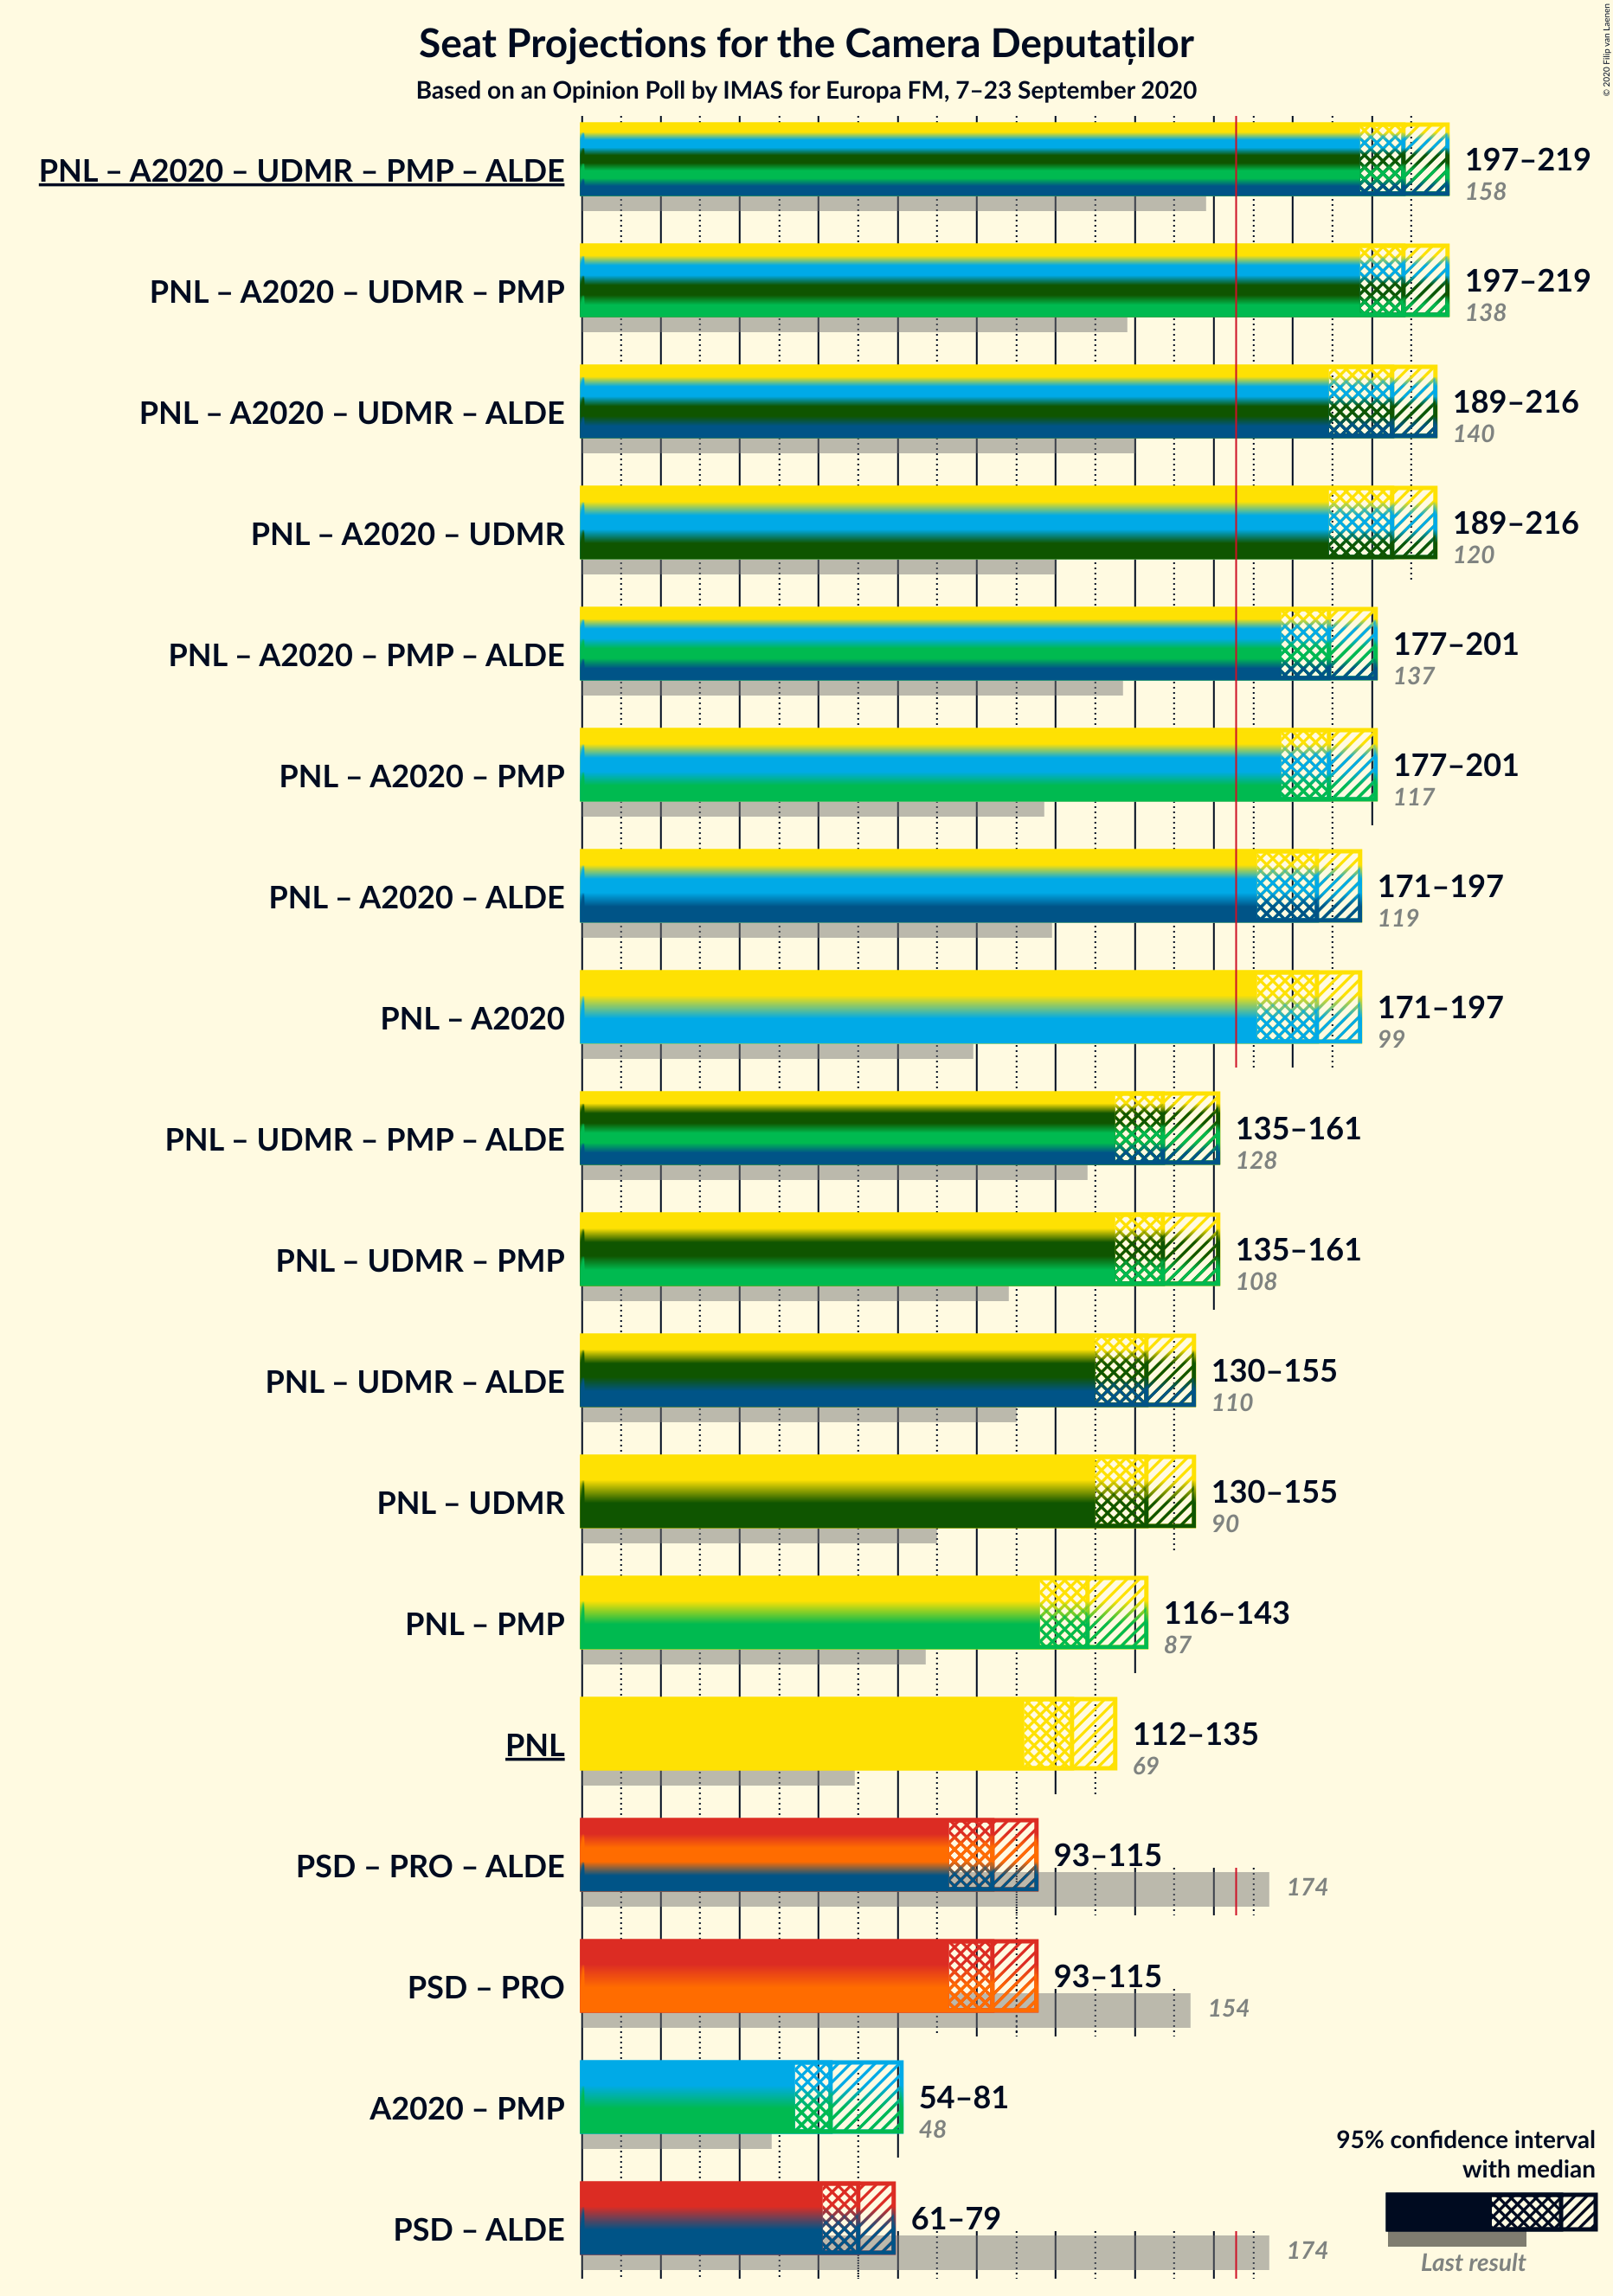 Seat Projections for the Camera Deputaților
Based on an Opinion Poll by IMAS for Europa FM, 7–23 September 2020
© 2020 Filip van Laenen
PNL – A2020 – UDMR – PMP – ALDE
197–219
158
PNL – A2020 – UDMR – PMP
197–219
138
PNL – A2020 – UDMR – ALDE
189–216
140
PNL – A2020 – UDMR
189–216
120
PNL – A2020 – PMP – ALDE
177–201
137
PNL – A2020 – PMP
177–201
117
PNL – A2020 – ALDE
171–197
119
PNL – A2020
171–197
99
PNL – UDMR – PMP – ALDE
135–161
128
PNL – UDMR – PMP
135–161
108
PNL – UDMR – ALDE
130–155
110
PNL – UDMR
130–155
90
PNL – PMP
116–143
87
PNL
112–135
69
PSD – PRO – ALDE
93–115
174
PSD – PRO
93–115
154
A2020 – PMP
54–81
48
PSD – ALDE
61–79
174
95% confidence interval
with median
Last result